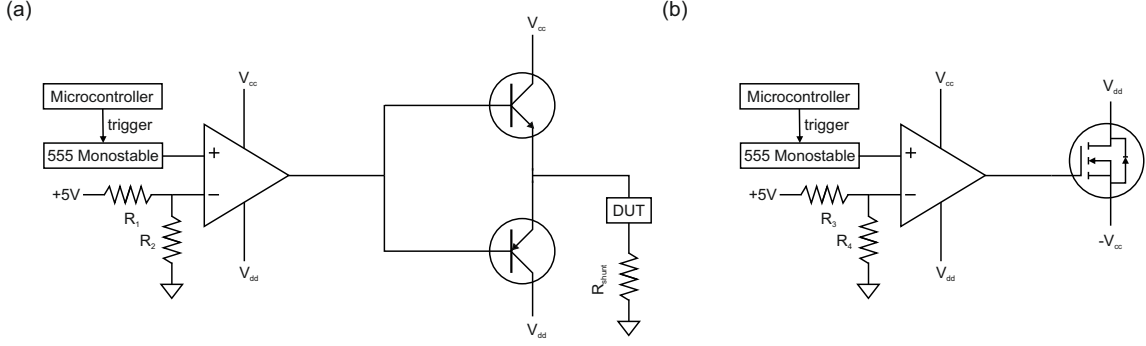 (a)
Microcontroller
trigger
555 Monostable
+5V
R1
R2
+
−
Vcc
Vdd
Vcc
Vdd
DUT
Rshunt
(b)
Microcontroller
trigger
555 Monostable
+5V
R3
R4
+
−
Vcc
Vdd
Vdd
-Vcc